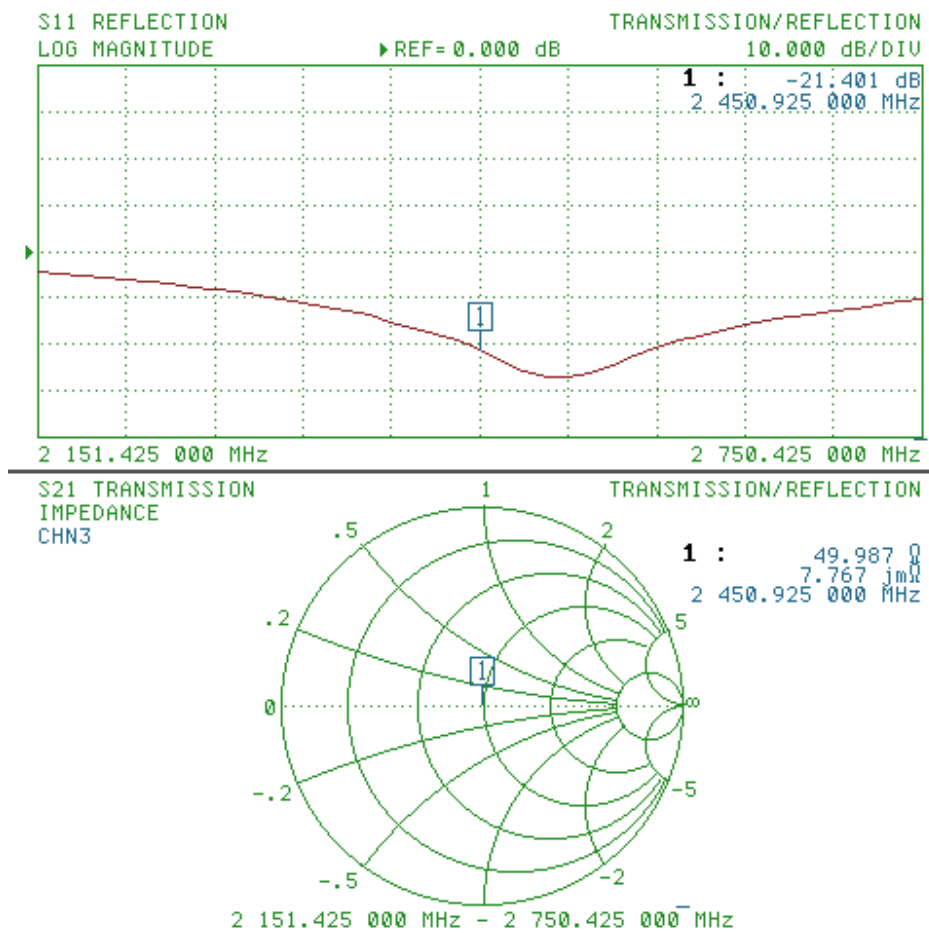 S11 REFLECTION TRANSMISSION/REFLECTION
LOG MAGNITUDE ▶REF= 0.000 dB 10.000 dB/DIV
1 : -21.401 dB
2 450.925 000 MHz
1
2 151.425 000 MHz 2 750.425 000 MHz
S21 TRANSMISSION 1 TRANSMISSION/REFLECTION
IMPEDANCE
CHN3
.5 2
1 : 49.987 Ω
7.767 jmΩ
2 450.925 000 MHz
.2 5
1
0 ∞
-.2 -5
-.5 -2
2 151.425 000 MHz - 2 750.425 000 MHz